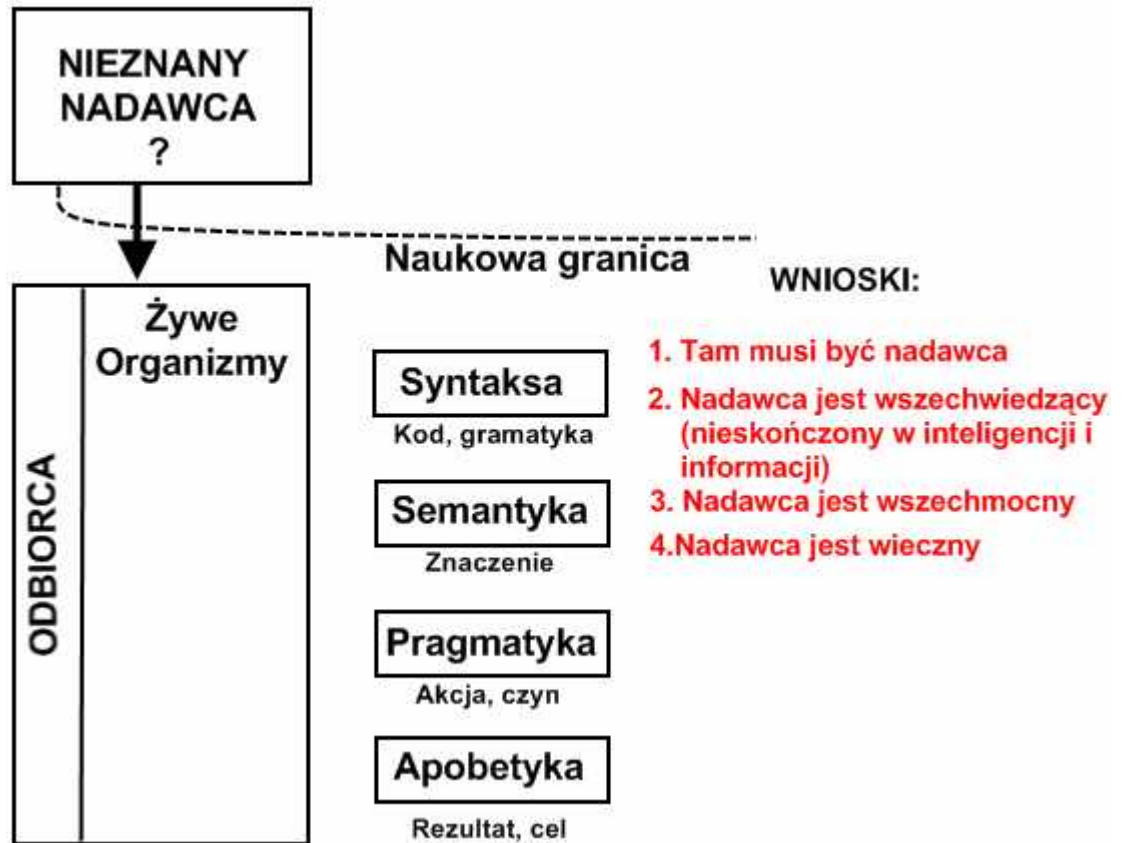 NIEZNANY
NADAWCA
?
Naukowa granica
WNIOSKI:
ODBIORCA
Żywe
Organizmy
Syntaksa
Kod, gramatyka
Semantyka
Znaczenie
Pragmatyka
Akcja, czyn
Apobetyka
Rezultat, cel
1. Tam musi być nadawca
2. Nadawca jest wszechwiedzący
(nieskończony w inteligencji i
informacji)
3. Nadawca jest wszechmocny
4.Nadawca jest wieczny